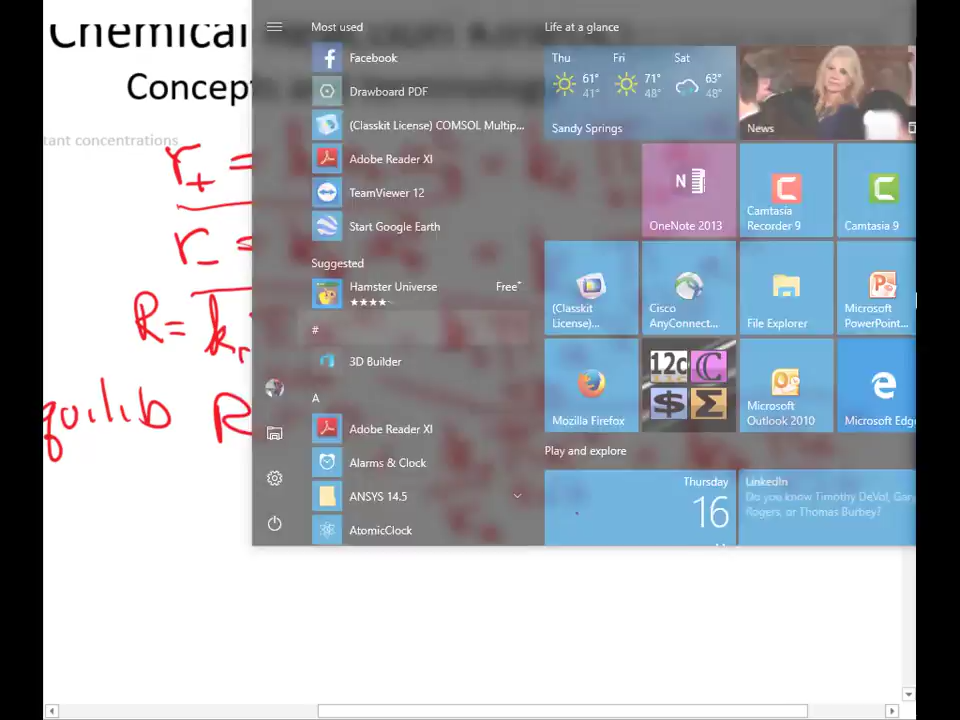 Chemical
Concept
tant concentrations
r+ =
r- =
R = kr
quilib R
Most used
Facebook
Drawboard PDF
(Classkit License) COMSOL Multip...
Adobe Reader XI
TeamViewer 12
Start Google Earth
Suggested
Hamster Universe Free*
#
3D Builder
A
Adobe Reader XI
Alarms & Clock
ANSYS 14.5
AtomicClock
Life at a glance
Thu Fri Sat
61° 71° 63°
41° 48° 48°
Sandy Springs
News
OneNote 2013
Camtasia
Recorder 9
Camtasia 9
(Classkit
License)...
Cisco
AnyConnect...
File Explorer
Microsoft
PowerPoint...
Mozilla Firefox
12c C
$ Σ
Microsoft
Outlook 2010
Microsoft Edge
Play and explore
Thursday
16
LinkedIn
Do you know Timothy DeVol, Gary
Rogers, or Thomas Burbey?